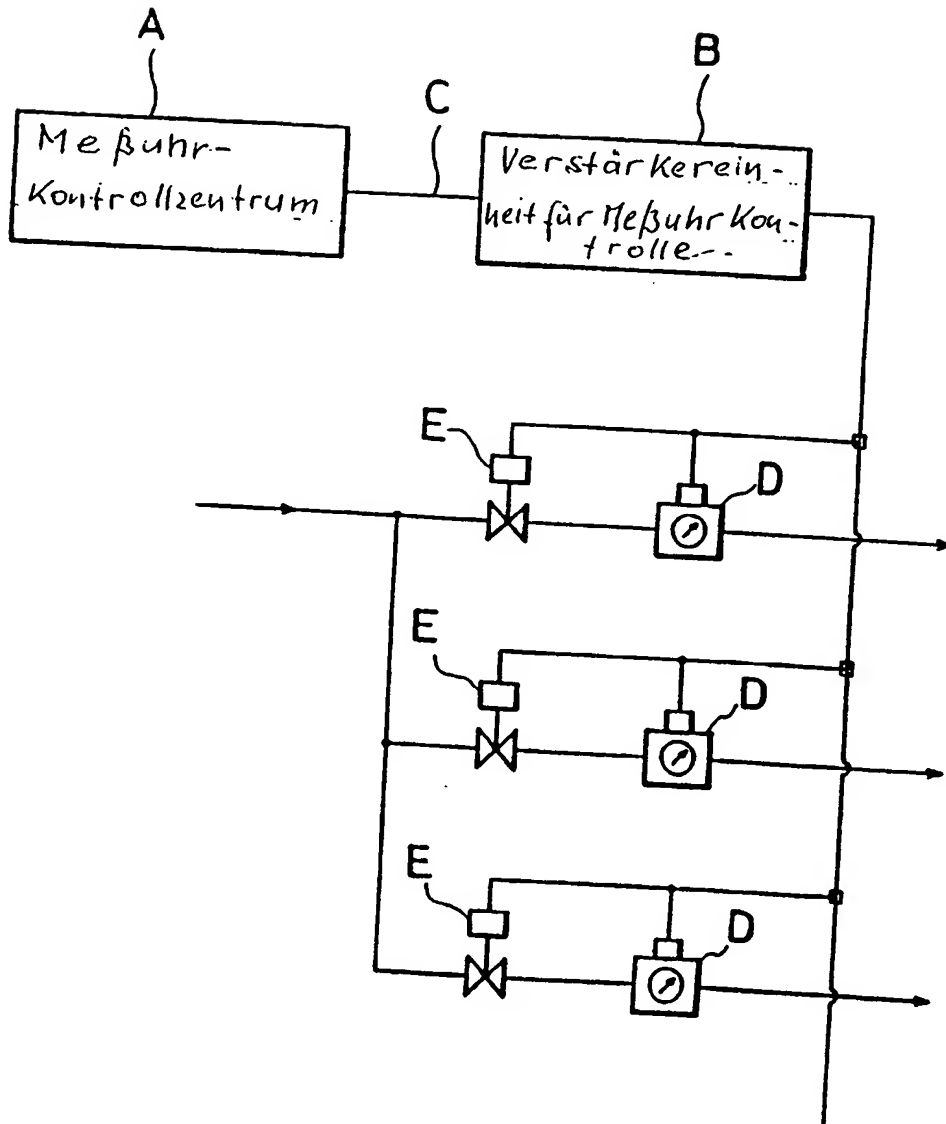 A
B
C
Meßuhr-
Kontrollzentrum
Verstärkerein-
heit für Meßuhr Kon-
trolle
E
D
E
D
E
D